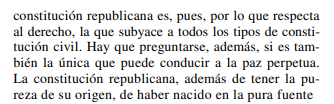 constitución republicana es, pues, por lo que respecta
al derecho, la que subyace a todos los tipos de consti-
tución civil. Hay que preguntarse, además, si es tam-
bién la única que puede conducir a la paz perpetua.
La constitución republicana, además de tener la pu-
reza de su origen, de haber nacido en la pura fuente